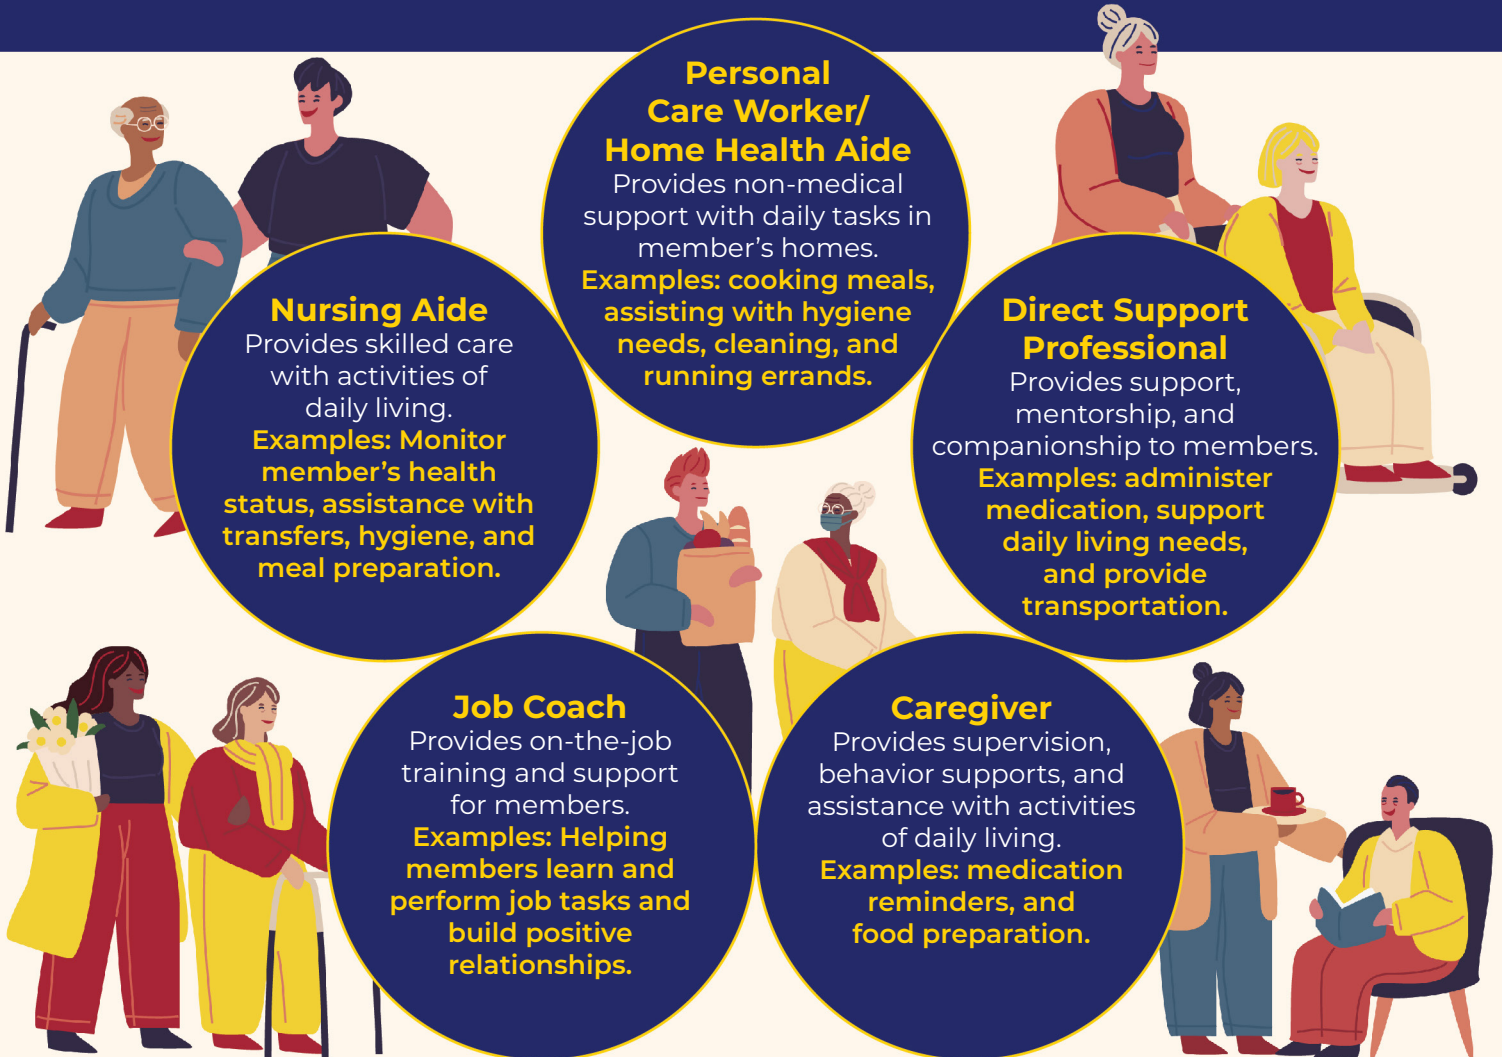 Personal
Care Worker/
Home Health Aide
Provides non-medical
support with daily tasks in
member's homes.
Examples: cooking meals,
assisting with hygiene
needs, cleaning, and
running errands.
Nursing Aide
Provides skilled care
with activities of
daily living.
Examples: Monitor
member's health
status, assistance with
transfers, hygiene, and
meal preparation.
Direct Support
Professional
Provides support,
mentorship, and
companionship to members.
Examples: administer
medication, support
daily living needs,
and provide
transportation.
Job Coach
Provides on-the-job
training and support
for members.
Examples: Helping
members learn and
perform job tasks and
build positive
relationships.
Caregiver
Provides supervision,
behavior supports, and
assistance with activities
of daily living.
Examples: medication
reminders, and
food preparation.